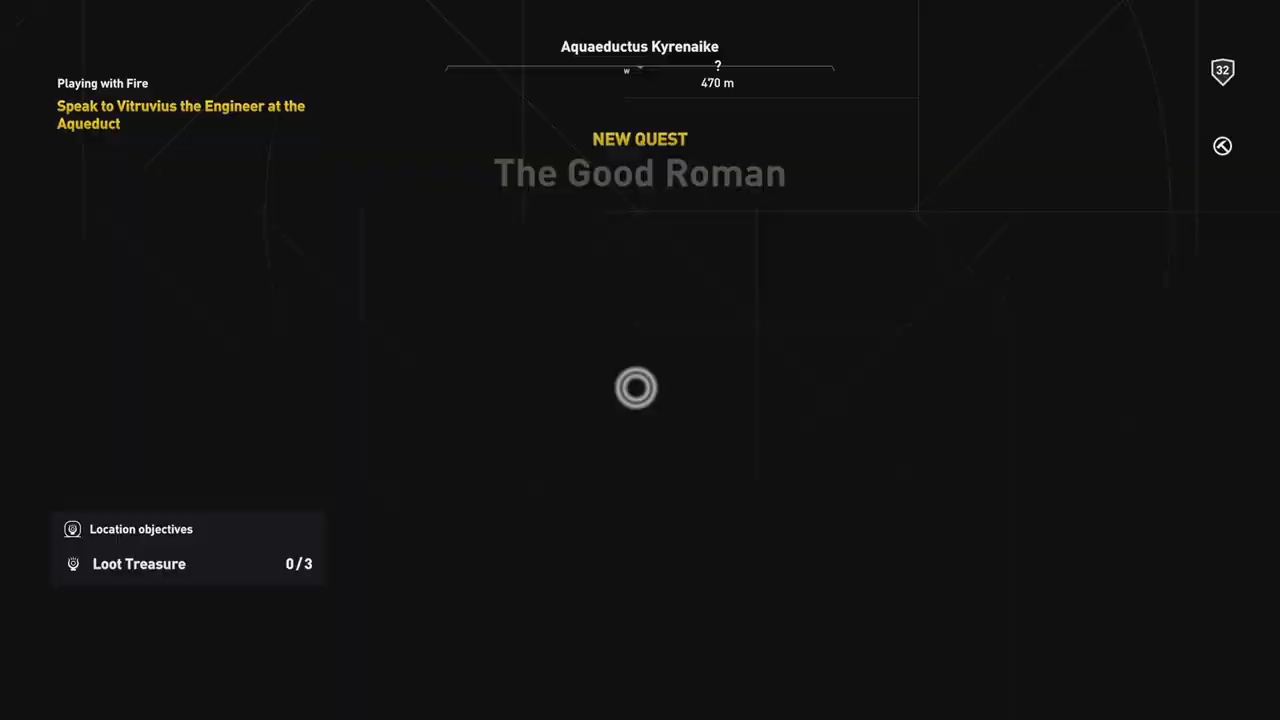 Aquaeductus Kyrenaike
W
?
470 m
32
Playing with Fire
Speak to Vitruvius the Engineer at the
Aqueduct
NEW QUEST
The Good Roman
Location objectives
Loot Treasure 0/3